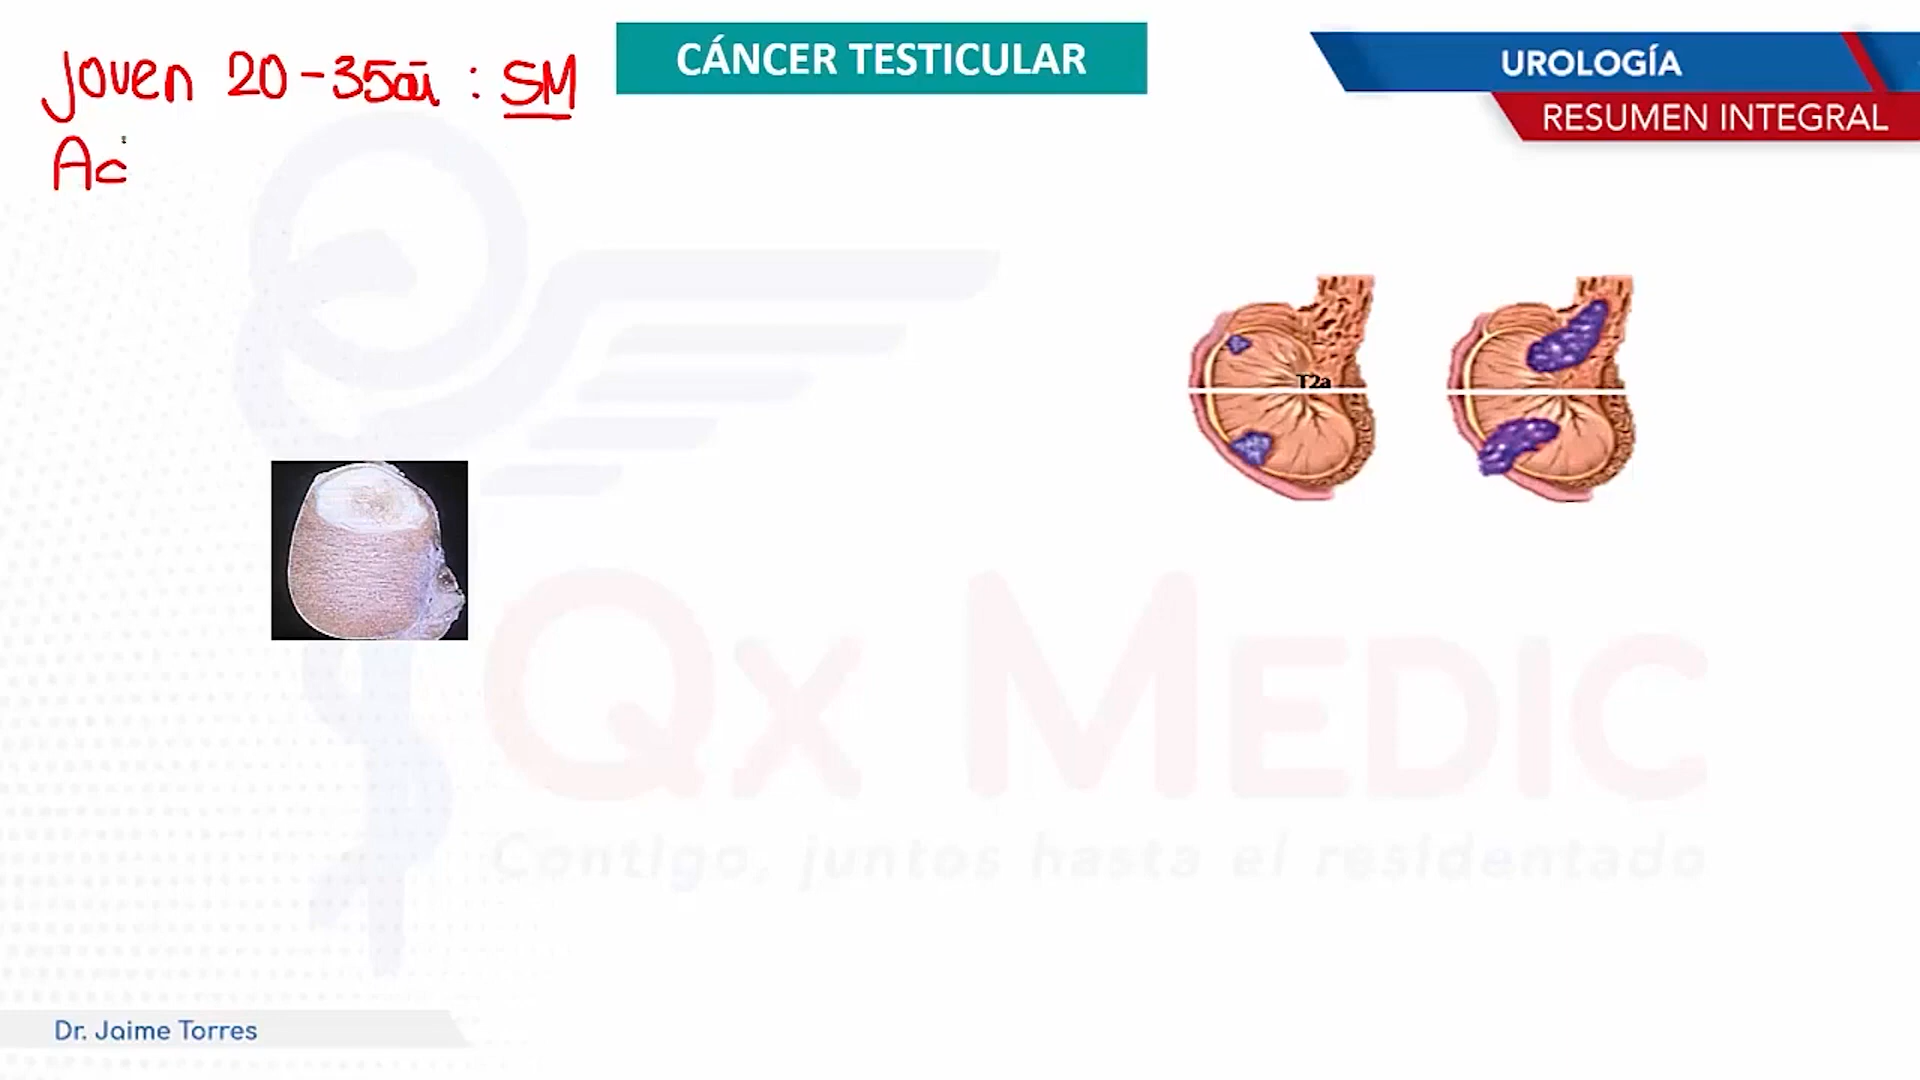 CÁNCER TESTICULAR
UROLOGÍA
RESUMEN INTEGRAL
Joven 20-35añ : SM
Ac
T2a
Qx MEDIC
Contigo, juntos hasta el residentado
Dr. Jaime Torres